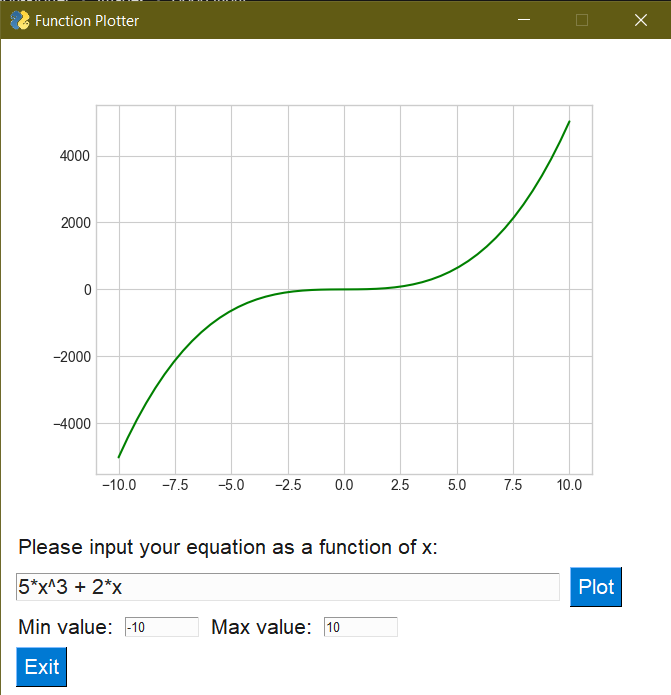 Function Plotter
4000
2000
0
−2000
−4000
−10.0 −7.5 −5.0 −2.5 0.0 2.5 5.0 7.5 10.0
Please input your equation as a function of x:
5*x^3 + 2*x Plot
Min value: -10 Max value: 10
Exit